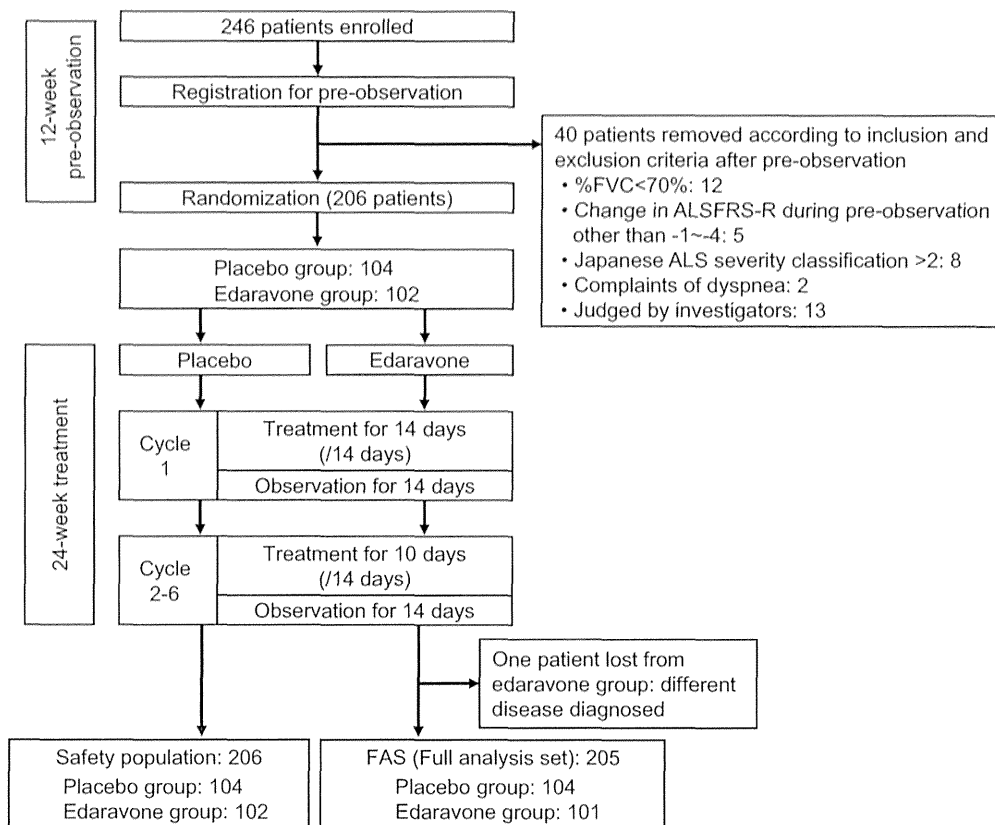 246 patients enrolled
12-week
pre-observation
Registration for pre-observation
40 patients removed according to inclusion and
exclusion criteria after pre-observation
• %FVC<70%: 12
• Change in ALSFRS-R during pre-observation
other than -1~-4: 5
• Japanese ALS severity classification >2: 8
• Complaints of dyspnea: 2
• Judged by investigators: 13
Randomization (206 patients)
Placebo group: 104
Edaravone group: 102
24-week treatment
Placebo
Edaravone
Cycle
1
Treatment for 14 days
(/14 days)
Observation for 14 days
Cycle
2-6
Treatment for 10 days
(/14 days)
Observation for 14 days
One patient lost from
edaravone group: different
disease diagnosed
Safety population: 206
Placebo group: 104
Edaravone group: 102
FAS (Full analysis set): 205
Placebo group: 104
Edaravone group: 101